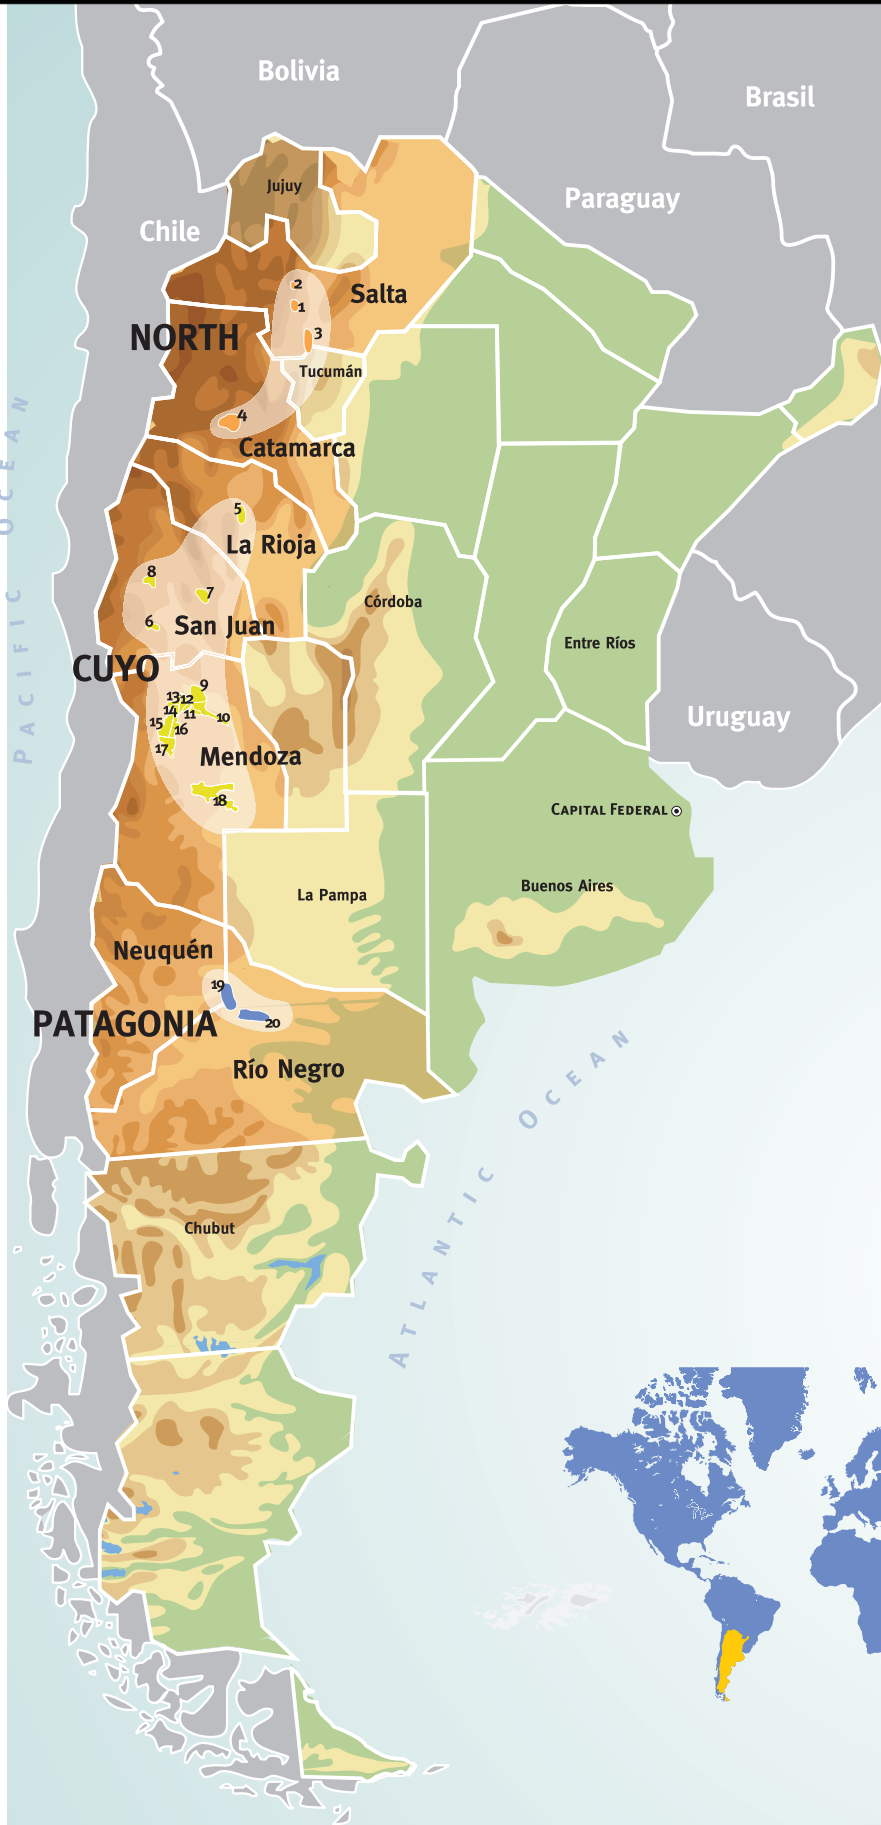 Bolivia
Brasil
Jujuy
Paraguay
Chile
2
Salta
1
NORTH
3
Tucumán
4
Catamarca
5
La Rioja
8
7
Córdoba
6
San Juan
Entre Ríos
CUYO
9
13
12
14
11
10
15
16
17
Uruguay
Mendoza
18
CAPITAL FEDERAL
Buenos Aires
La Pampa
Neuquén
19
PATAGONIA
20
Río Negro
Chubut
PACIFIC OCEAN
ATLANTIC OCEAN